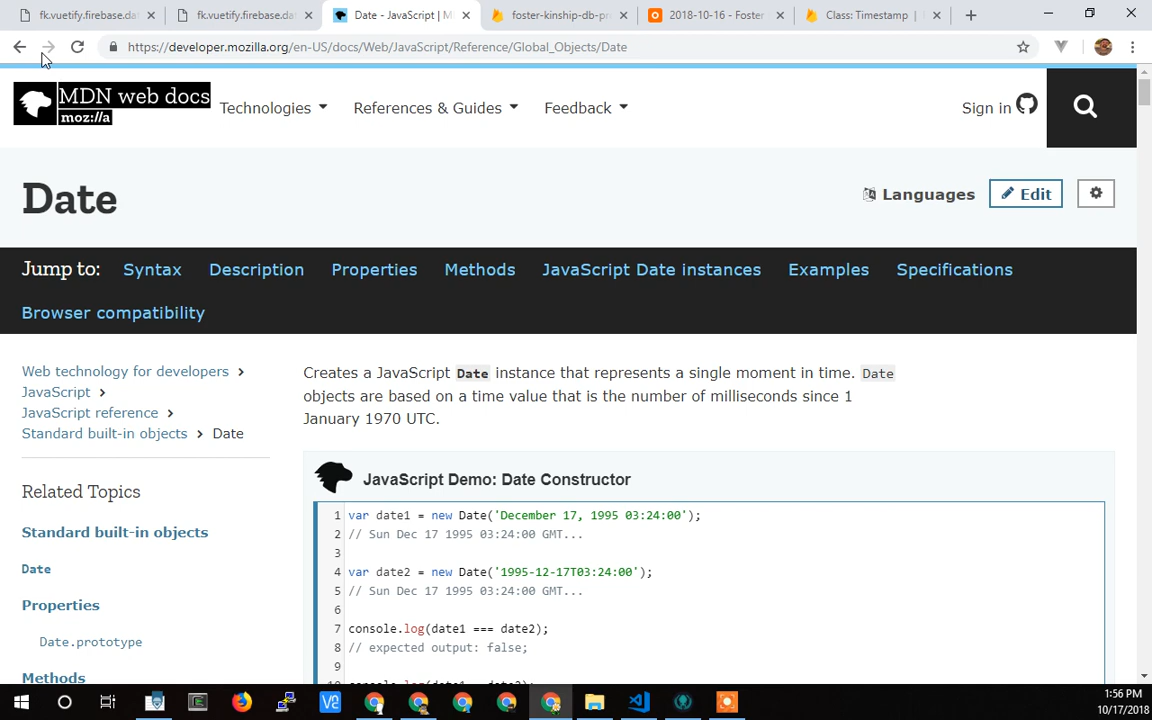 fk.vuetify.firebase.da
fk.vuetify.firebase.da
Date - JavaScript | M
foster-kinship-db-pr
2018-10-16 - Foster
Class: Timestamp |
https://developer.mozilla.org/en-US/docs/Web/JavaScript/Reference/Global_Objects/Date
MDN web docs
moz://a
Technologies
References & Guides
Feedback
Sign in
Date
Languages
Edit
Jump to:
Syntax
Description
Properties
Methods
JavaScript Date instances
Examples
Specifications
Browser compatibility
Web technology for developers
JavaScript
JavaScript reference
Standard built-in objects
Date
Related Topics
Standard built-in objects
Date
Properties
Date.prototype
Methods
Creates a JavaScript Date instance that represents a single moment in time. Date
objects are based on a time value that is the number of milliseconds since 1
January 1970 UTC.
JavaScript Demo: Date Constructor
1 var date1 = new Date('December 17, 1995 03:24:00');
2 // Sun Dec 17 1995 03:24:00 GMT...
3
4 var date2 = new Date('1995-12-17T03:24:00');
5 // Sun Dec 17 1995 03:24:00 GMT...
6
7 console.log(date1 === date2);
8 // expected output: false;
9
1:56 PM
10/17/2018